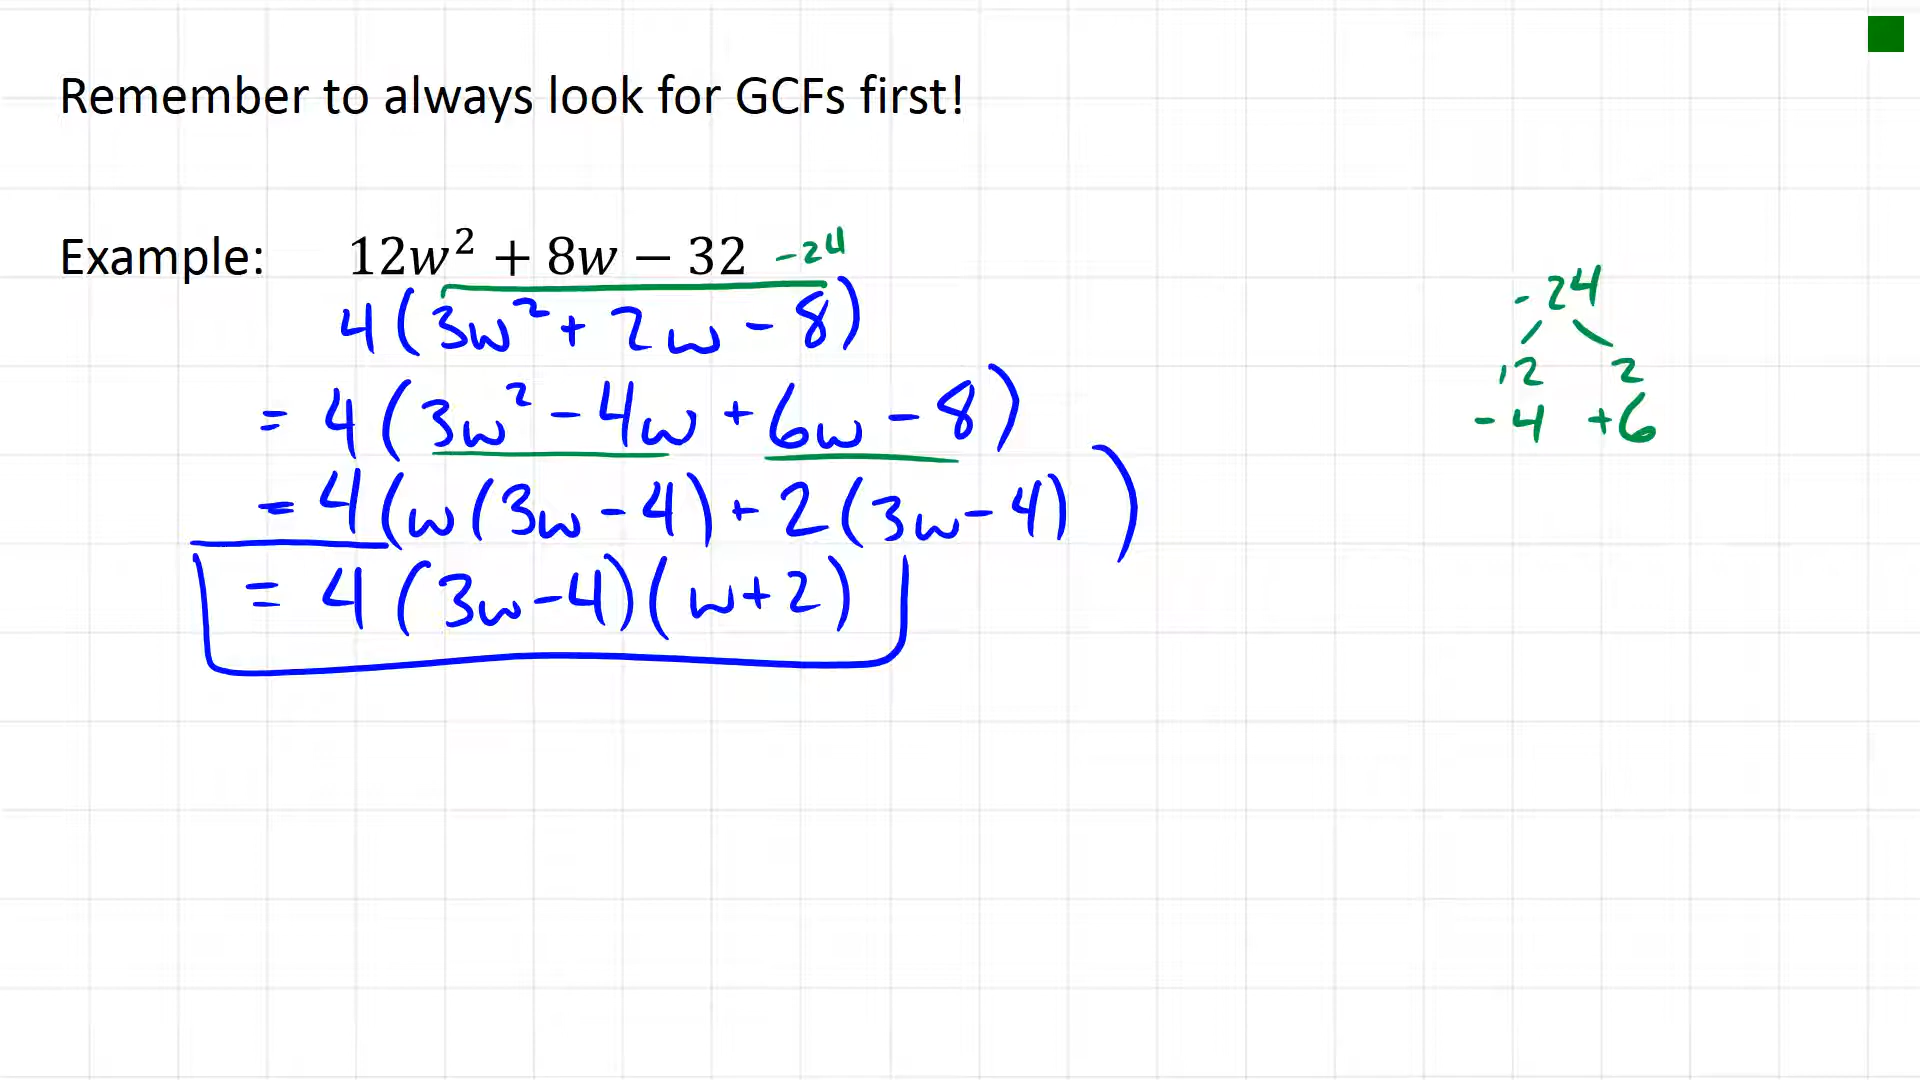 Remember to always look for GCFs first!
Example: 12w² + 8w − 32 -24
4(3w² + 2w - 8)
= 4(3w² - 4w + 6w - 8)
= 4(w(3w - 4) + 2(3w - 4))
= 4(3w - 4)(w + 2)
-24
12 2
-4 +6